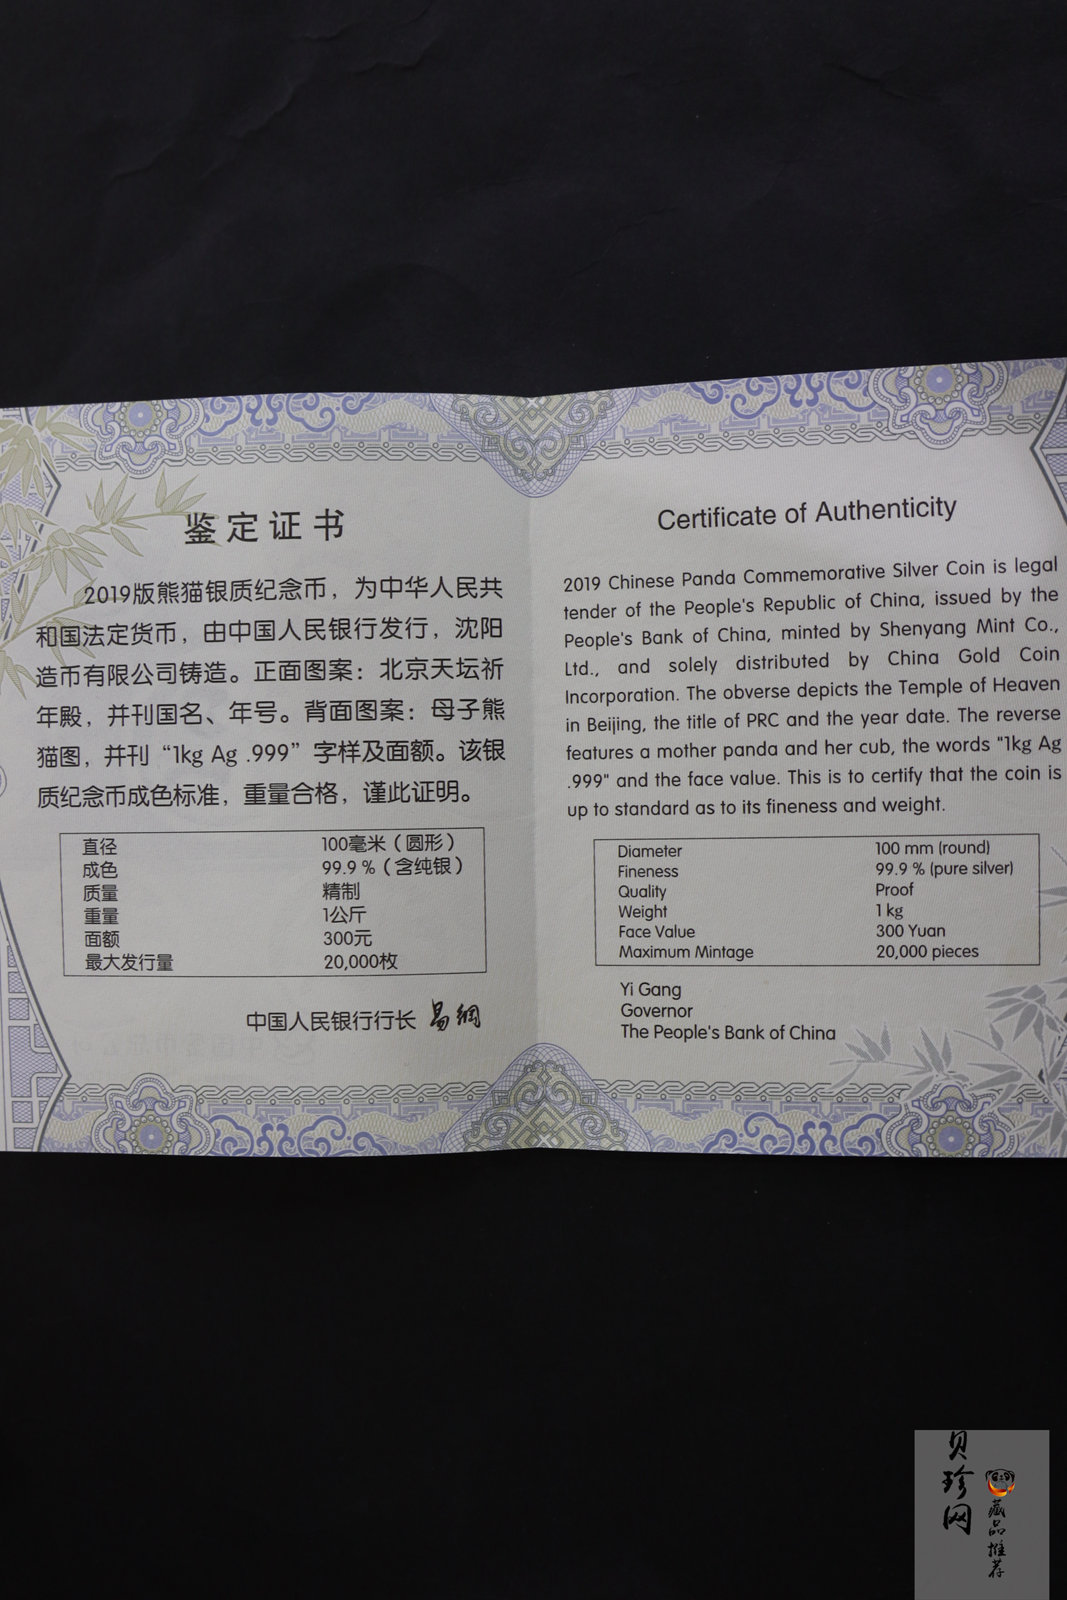 鉴定证书
2019版熊猫银质纪念币，为中华人民共
和国法定货币，由中国人民银行发行，沈阳
造币有限公司铸造。正面图案：北京天坛祈
年殿，并刊国名、年号。背面图案：母子熊
猫图，并刊“1kg Ag .999”字样及面额。该银
质纪念币成色标准，重量合格，谨此证明。
直径 100毫米（圆形）
成色 99.9 %（含纯银）
质量 精制
重量 1公斤
面额 300元
最大发行量 20,000枚
中国人民银行行长 易纲
Certificate of Authenticity
2019 Chinese Panda Commemorative Silver Coin is legal
tender of the People's Republic of China, issued by the
People's Bank of China, minted by Shenyang Mint Co.,
Ltd., and solely distributed by China Gold Coin
Incorporation. The obverse depicts the Temple of Heaven
in Beijing, the title of PRC and the year date. The reverse
features a mother panda and her cub, the words "1kg Ag
.999" and the face value. This is to certify that the coin is
up to standard as to its fineness and weight.
Diameter 100 mm (round)
Fineness 99.9 % (pure silver)
Quality Proof
Weight 1 kg
Face Value 300 Yuan
Maximum Mintage 20,000 pieces
Yi Gang
Governor
The People's Bank of China
贝珍网
藏品推荐